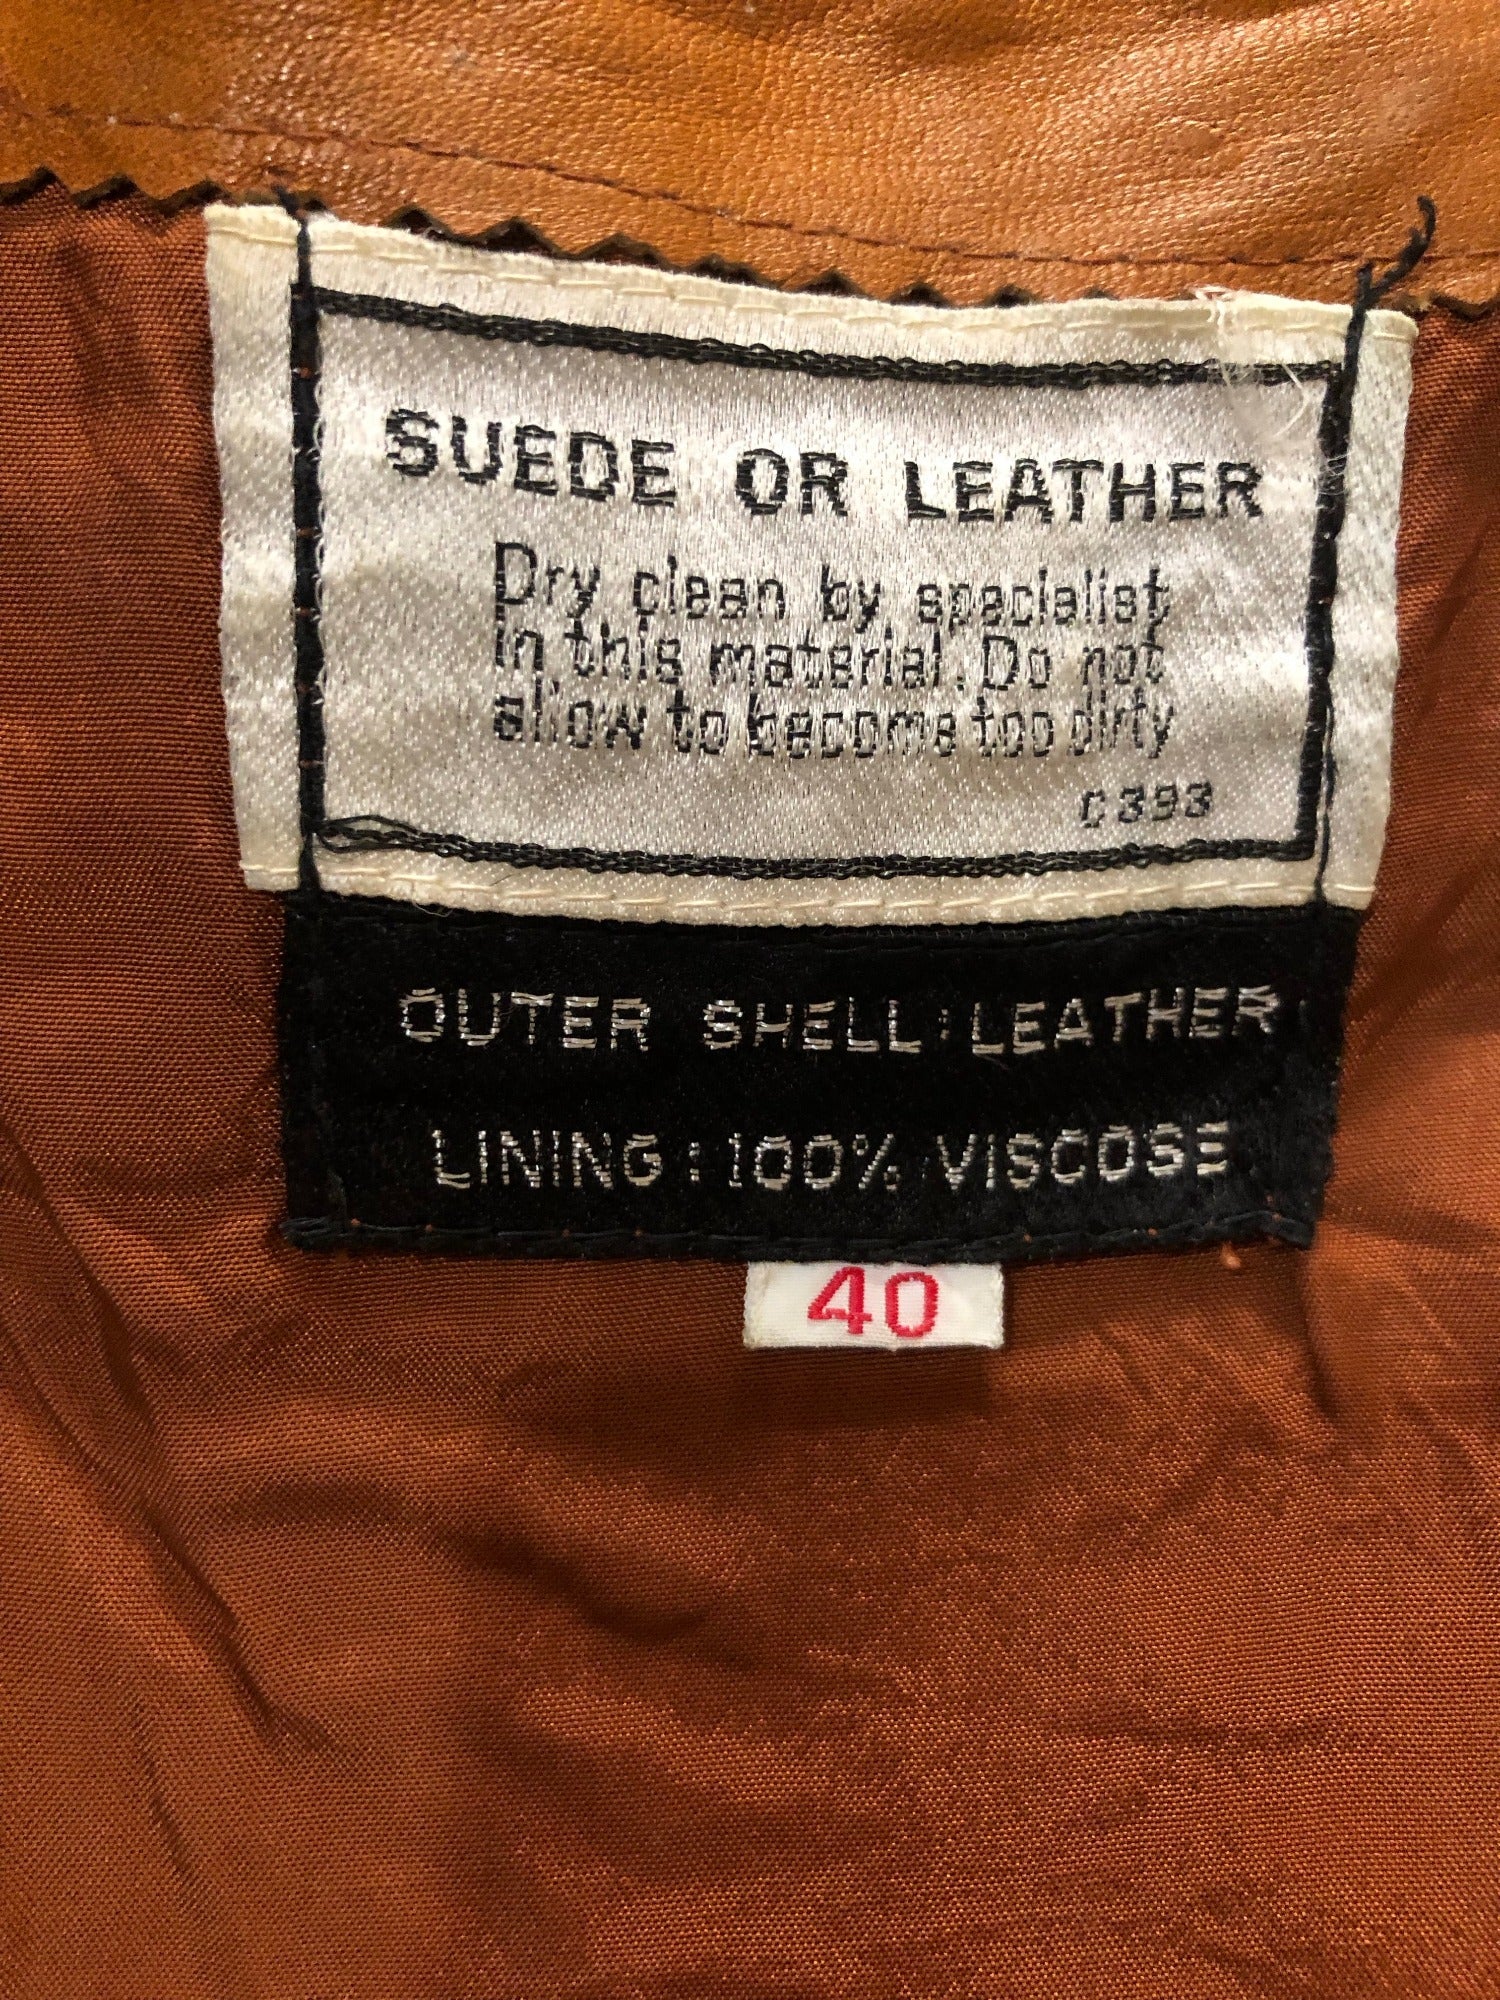 SUEDE OR LEATHER
Dry clean by specialist
in this material. Do not
allow to become too dirty
C393
OUTER SHELL: LEATHER
LINING: 100% VISCOSE
40